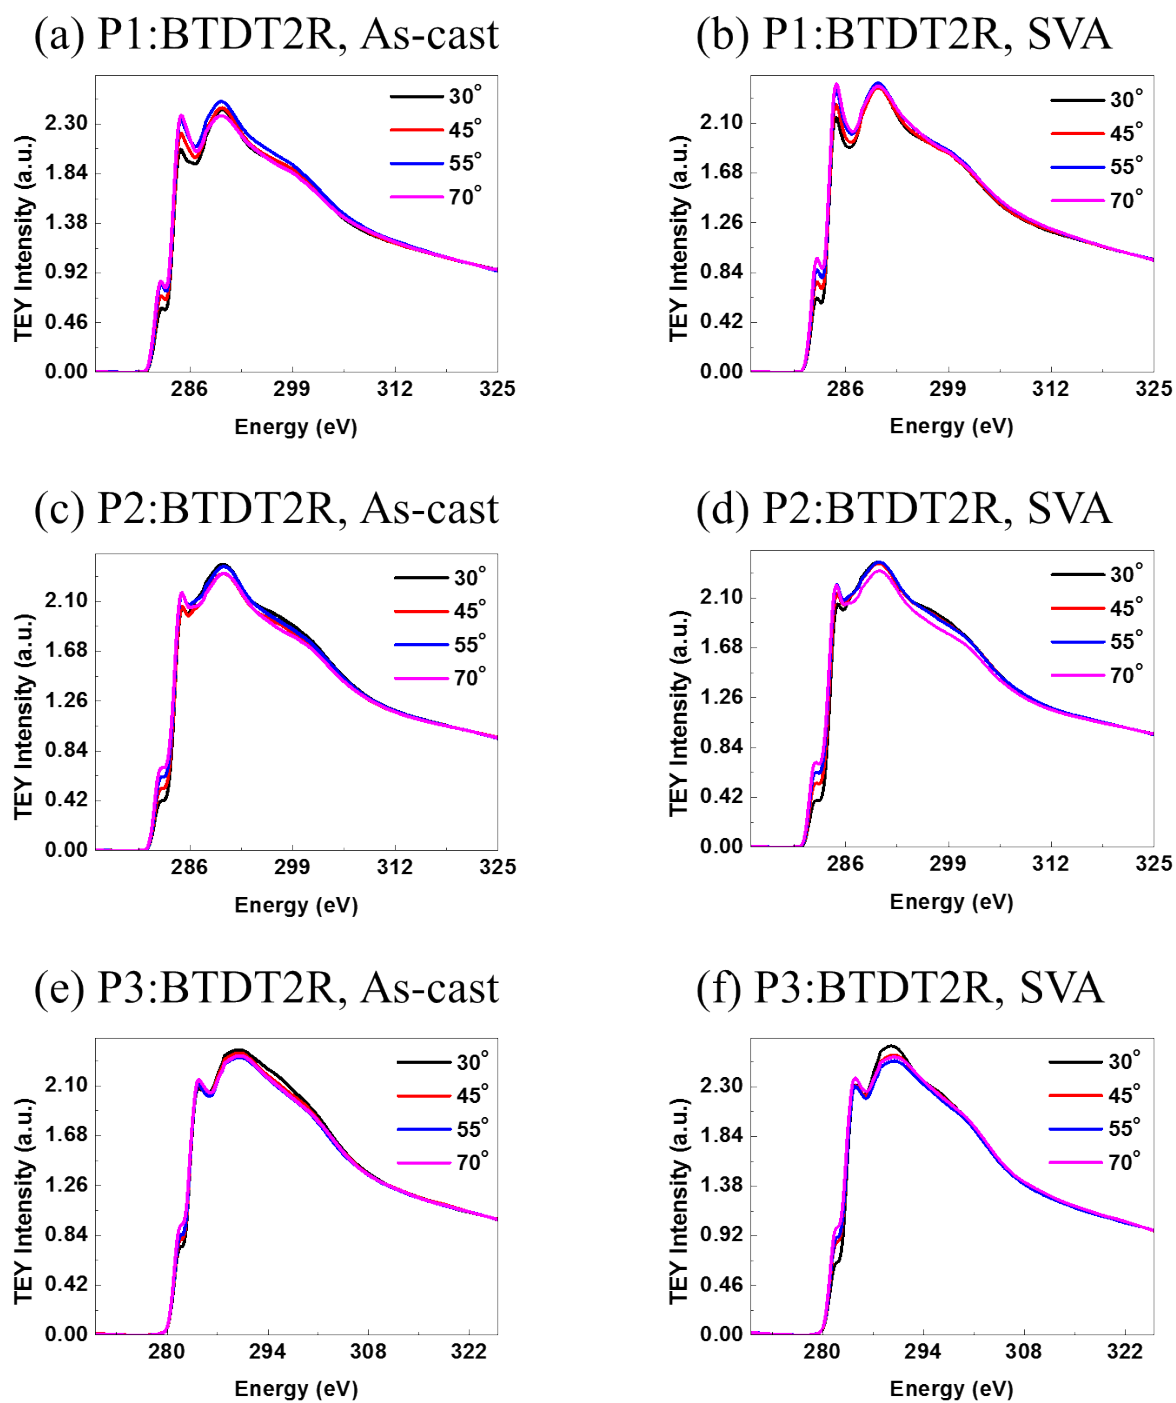 (a) P1:BTDT2R, As-cast
TEY Intensity (a.u.)
2.30
1.84
1.38
0.92
0.46
0.00
30°
45°
55°
70°
286 299 312 325
Energy (eV)
(b) P1:BTDT2R, SVA
TEY Intensity (a.u.)
2.10
1.68
1.26
0.84
0.42
0.00
30°
45°
55°
70°
286 299 312 325
Energy (eV)
(c) P2:BTDT2R, As-cast
TEY Intensity (a.u.)
2.10
1.68
1.26
0.84
0.42
0.00
30°
45°
55°
70°
286 299 312 325
Energy (eV)
(d) P2:BTDT2R, SVA
TEY Intensity (a.u.)
2.10
1.68
1.26
0.84
0.42
0.00
30°
45°
55°
70°
286 299 312 325
Energy (eV)
(e) P3:BTDT2R, As-cast
TEY Intensity (a.u.)
2.10
1.68
1.26
0.84
0.42
0.00
30°
45°
55°
70°
280 294 308 322
Energy (eV)
(f) P3:BTDT2R, SVA
TEY Intensity (a.u.)
2.30
1.84
1.38
0.92
0.46
0.00
30°
45°
55°
70°
280 294 308 322
Energy (eV)